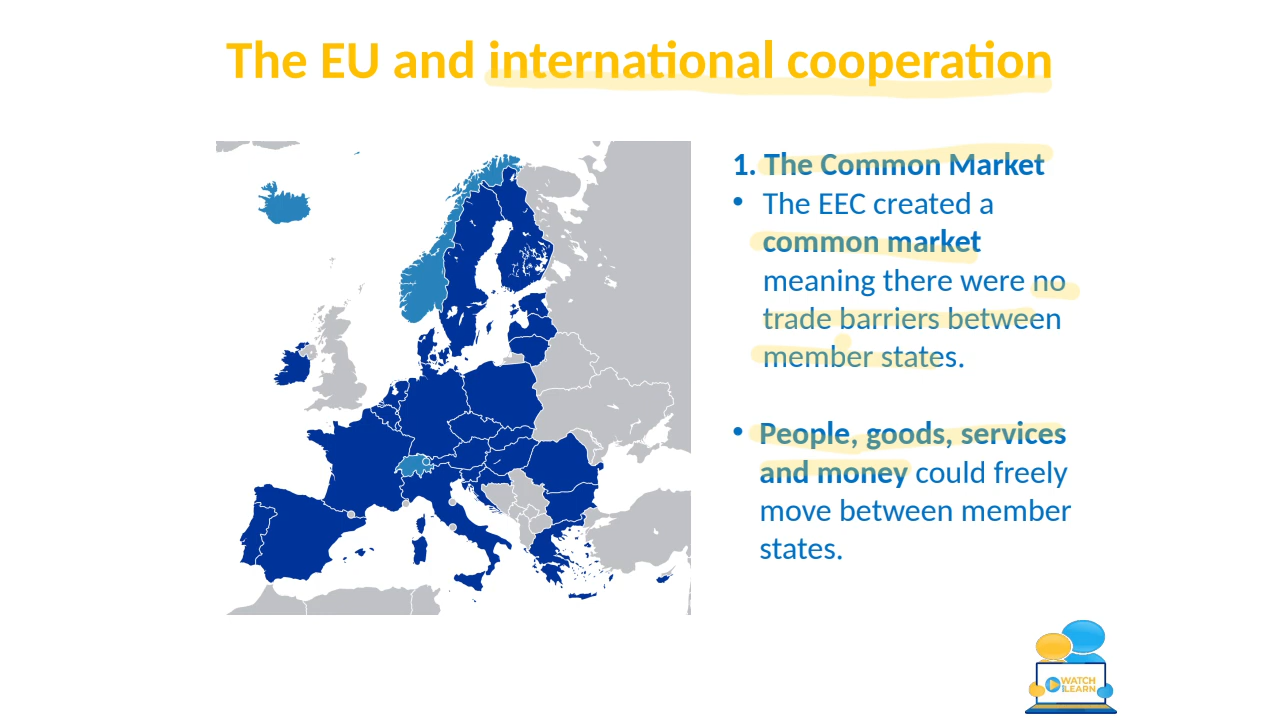 The EU and international cooperation
1. The Common Market
• The EEC created a
common market
meaning there were no
trade barriers between
member states.
• People, goods, services
and money could freely
move between member
states.
WATCH
LEARN